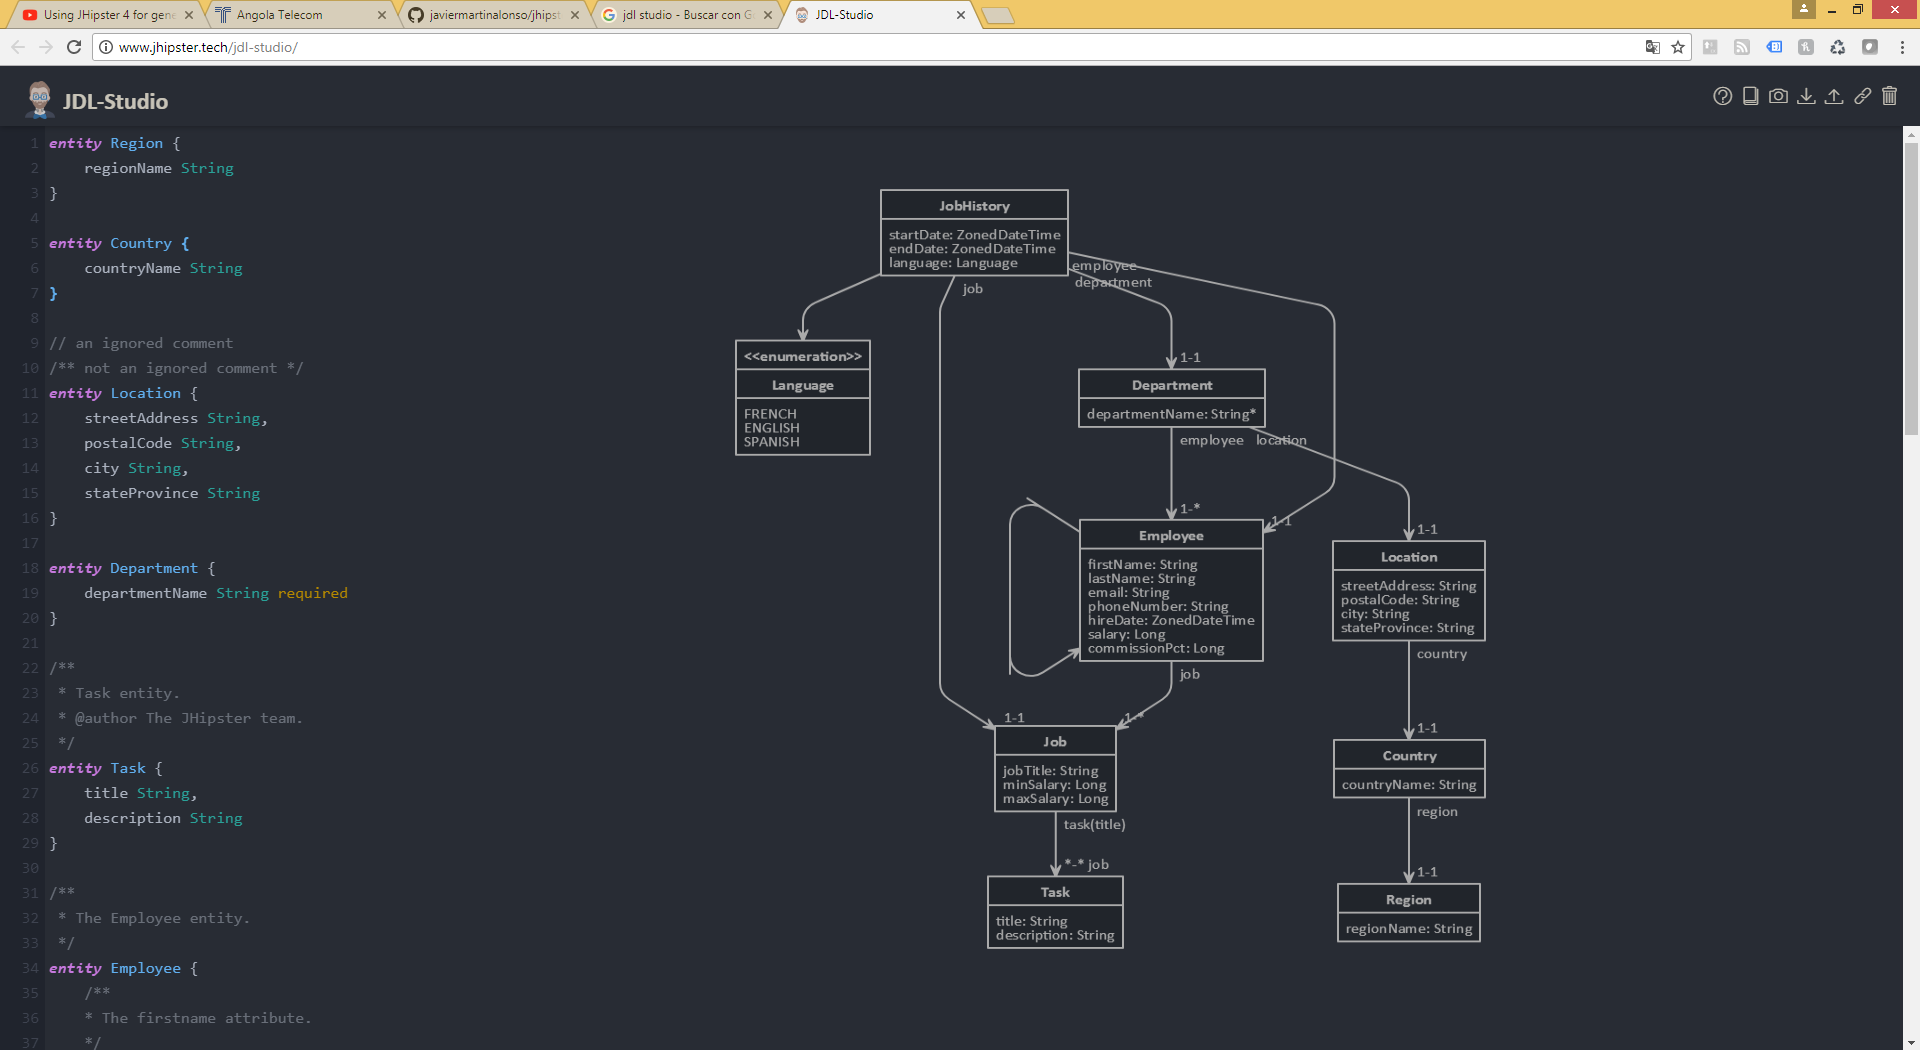 Using JHipster 4 for gene
Angola Telecom
javiermartinalonso/jhipst
jdl studio - Buscar con G
JDL-Studio
www.jhipster.tech/jdl-studio/
JDL-Studio
1 entity Region {
2 regionName String
3 }
4
5 entity Country {
6 countryName String
7 }
8
9 // an ignored comment
10 /** not an ignored comment */
11 entity Location {
12 streetAddress String,
13 postalCode String,
14 city String,
15 stateProvince String
16 }
17
18 entity Department {
19 departmentName String required
20 }
21
22 /**
23 * Task entity.
24 * @author The JHipster team.
25 */
26 entity Task {
27 title String,
28 description String
29 }
30
31 /**
32 * The Employee entity.
33 */
34 entity Employee {
35 /**
36 * The firstname attribute.
37 */
JobHistory
startDate: ZonedDateTime
endDate: ZonedDateTime
language: Language
employee
department
job
<<enumeration>>
Language
FRENCH
ENGLISH
SPANISH
1-1
Department
departmentName: String*
employee
location
1-*
1-1
Employee
firstName: String
lastName: String
email: String
phoneNumber: String
hireDate: ZonedDateTime
salary: Long
commissionPct: Long
job
1-1
Location
streetAddress: String
postalCode: String
city: String
stateProvince: String
country
1-1
1-*
Job
jobTitle: String
minSalary: Long
maxSalary: Long
task(title)
*-* job
Task
title: String
description: String
1-1
Country
countryName: String
region
1-1
Region
regionName: String